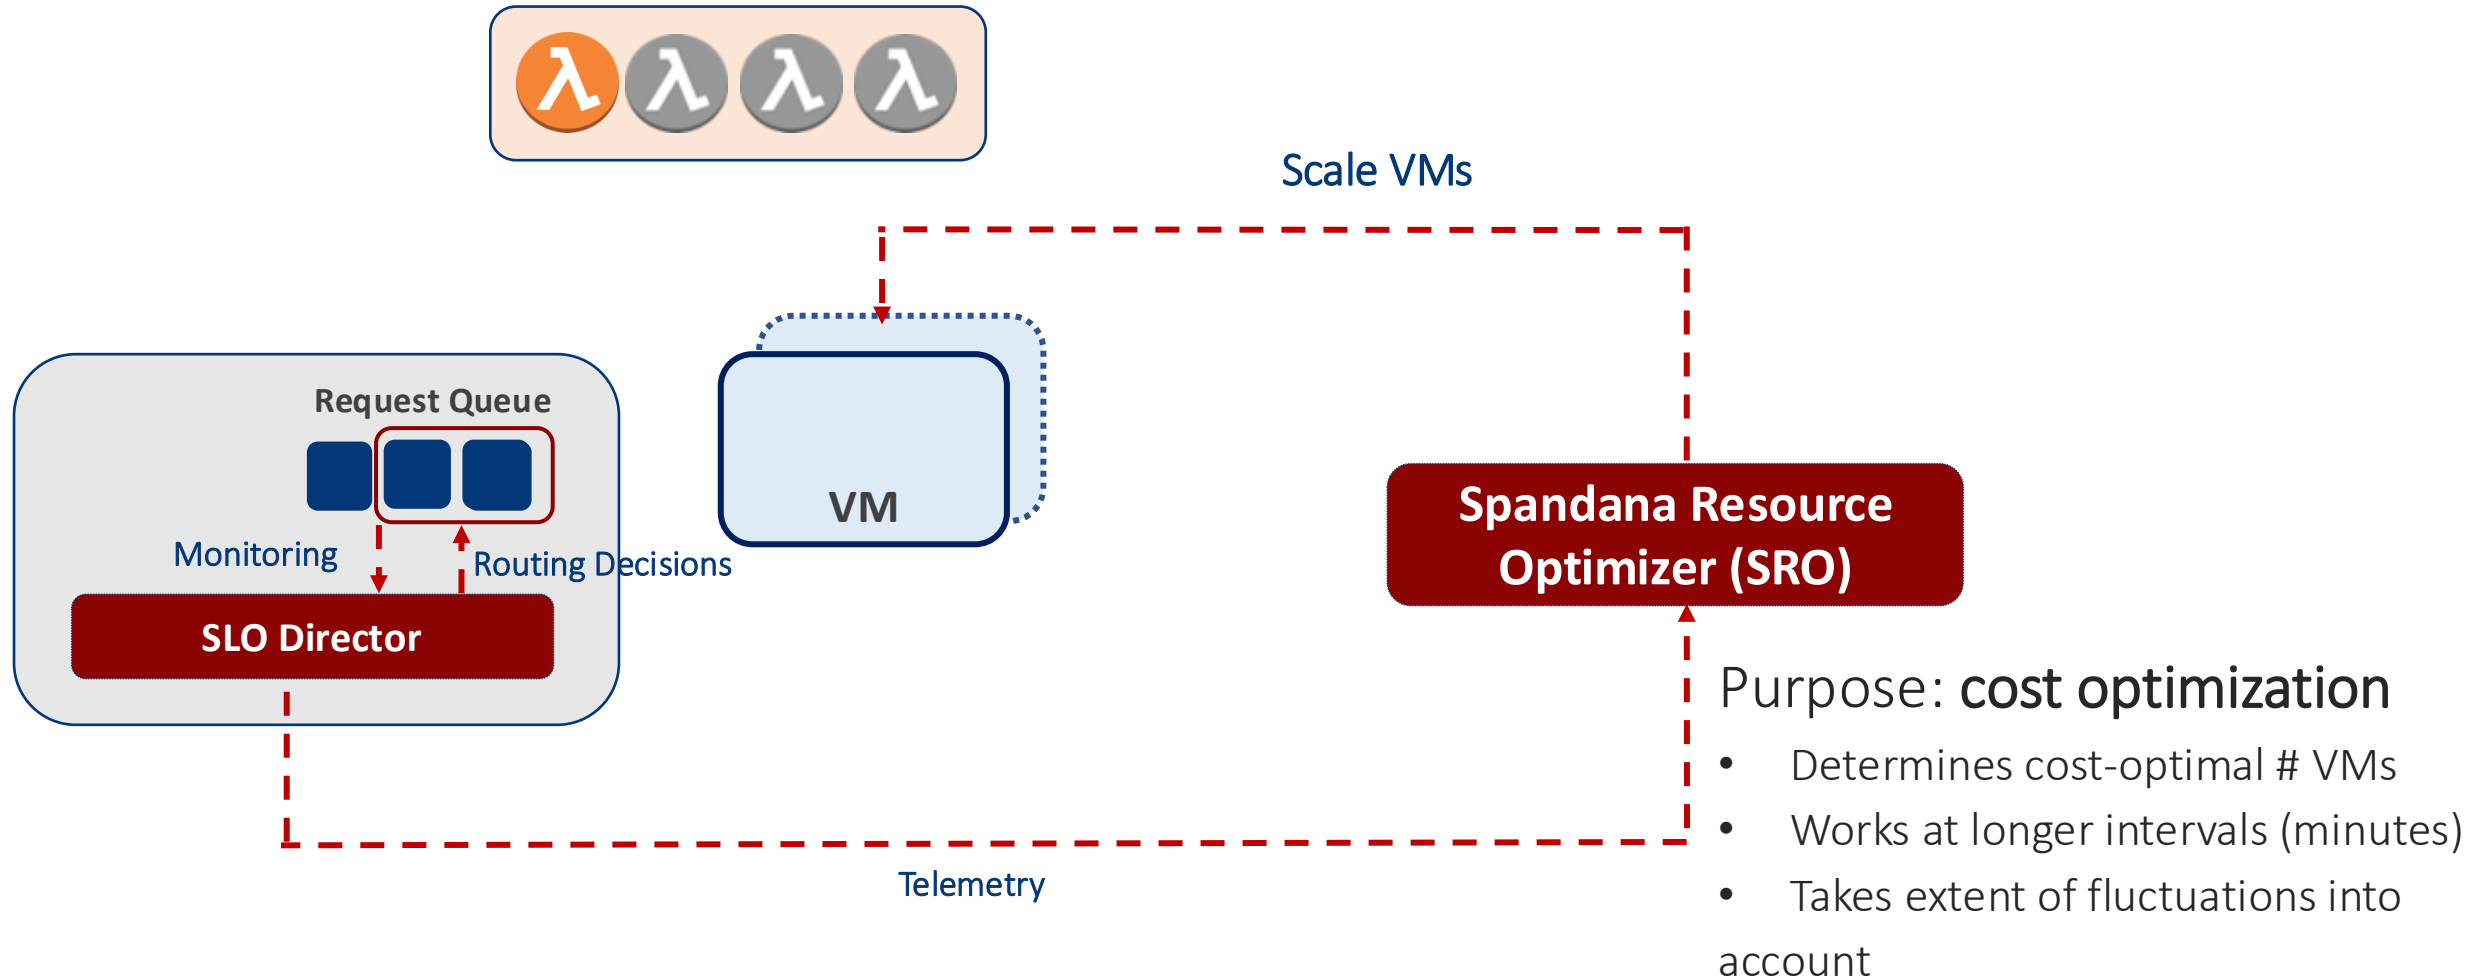 λ λ λ λ
Scale VMs
Request Queue
VM
Monitoring
Routing Decisions
SLO Director
Spandana Resource
Optimizer (SRO)
Telemetry
Purpose: cost optimization
• Determines cost-optimal # VMs
• Works at longer intervals (minutes)
• Takes extent of fluctuations into
account